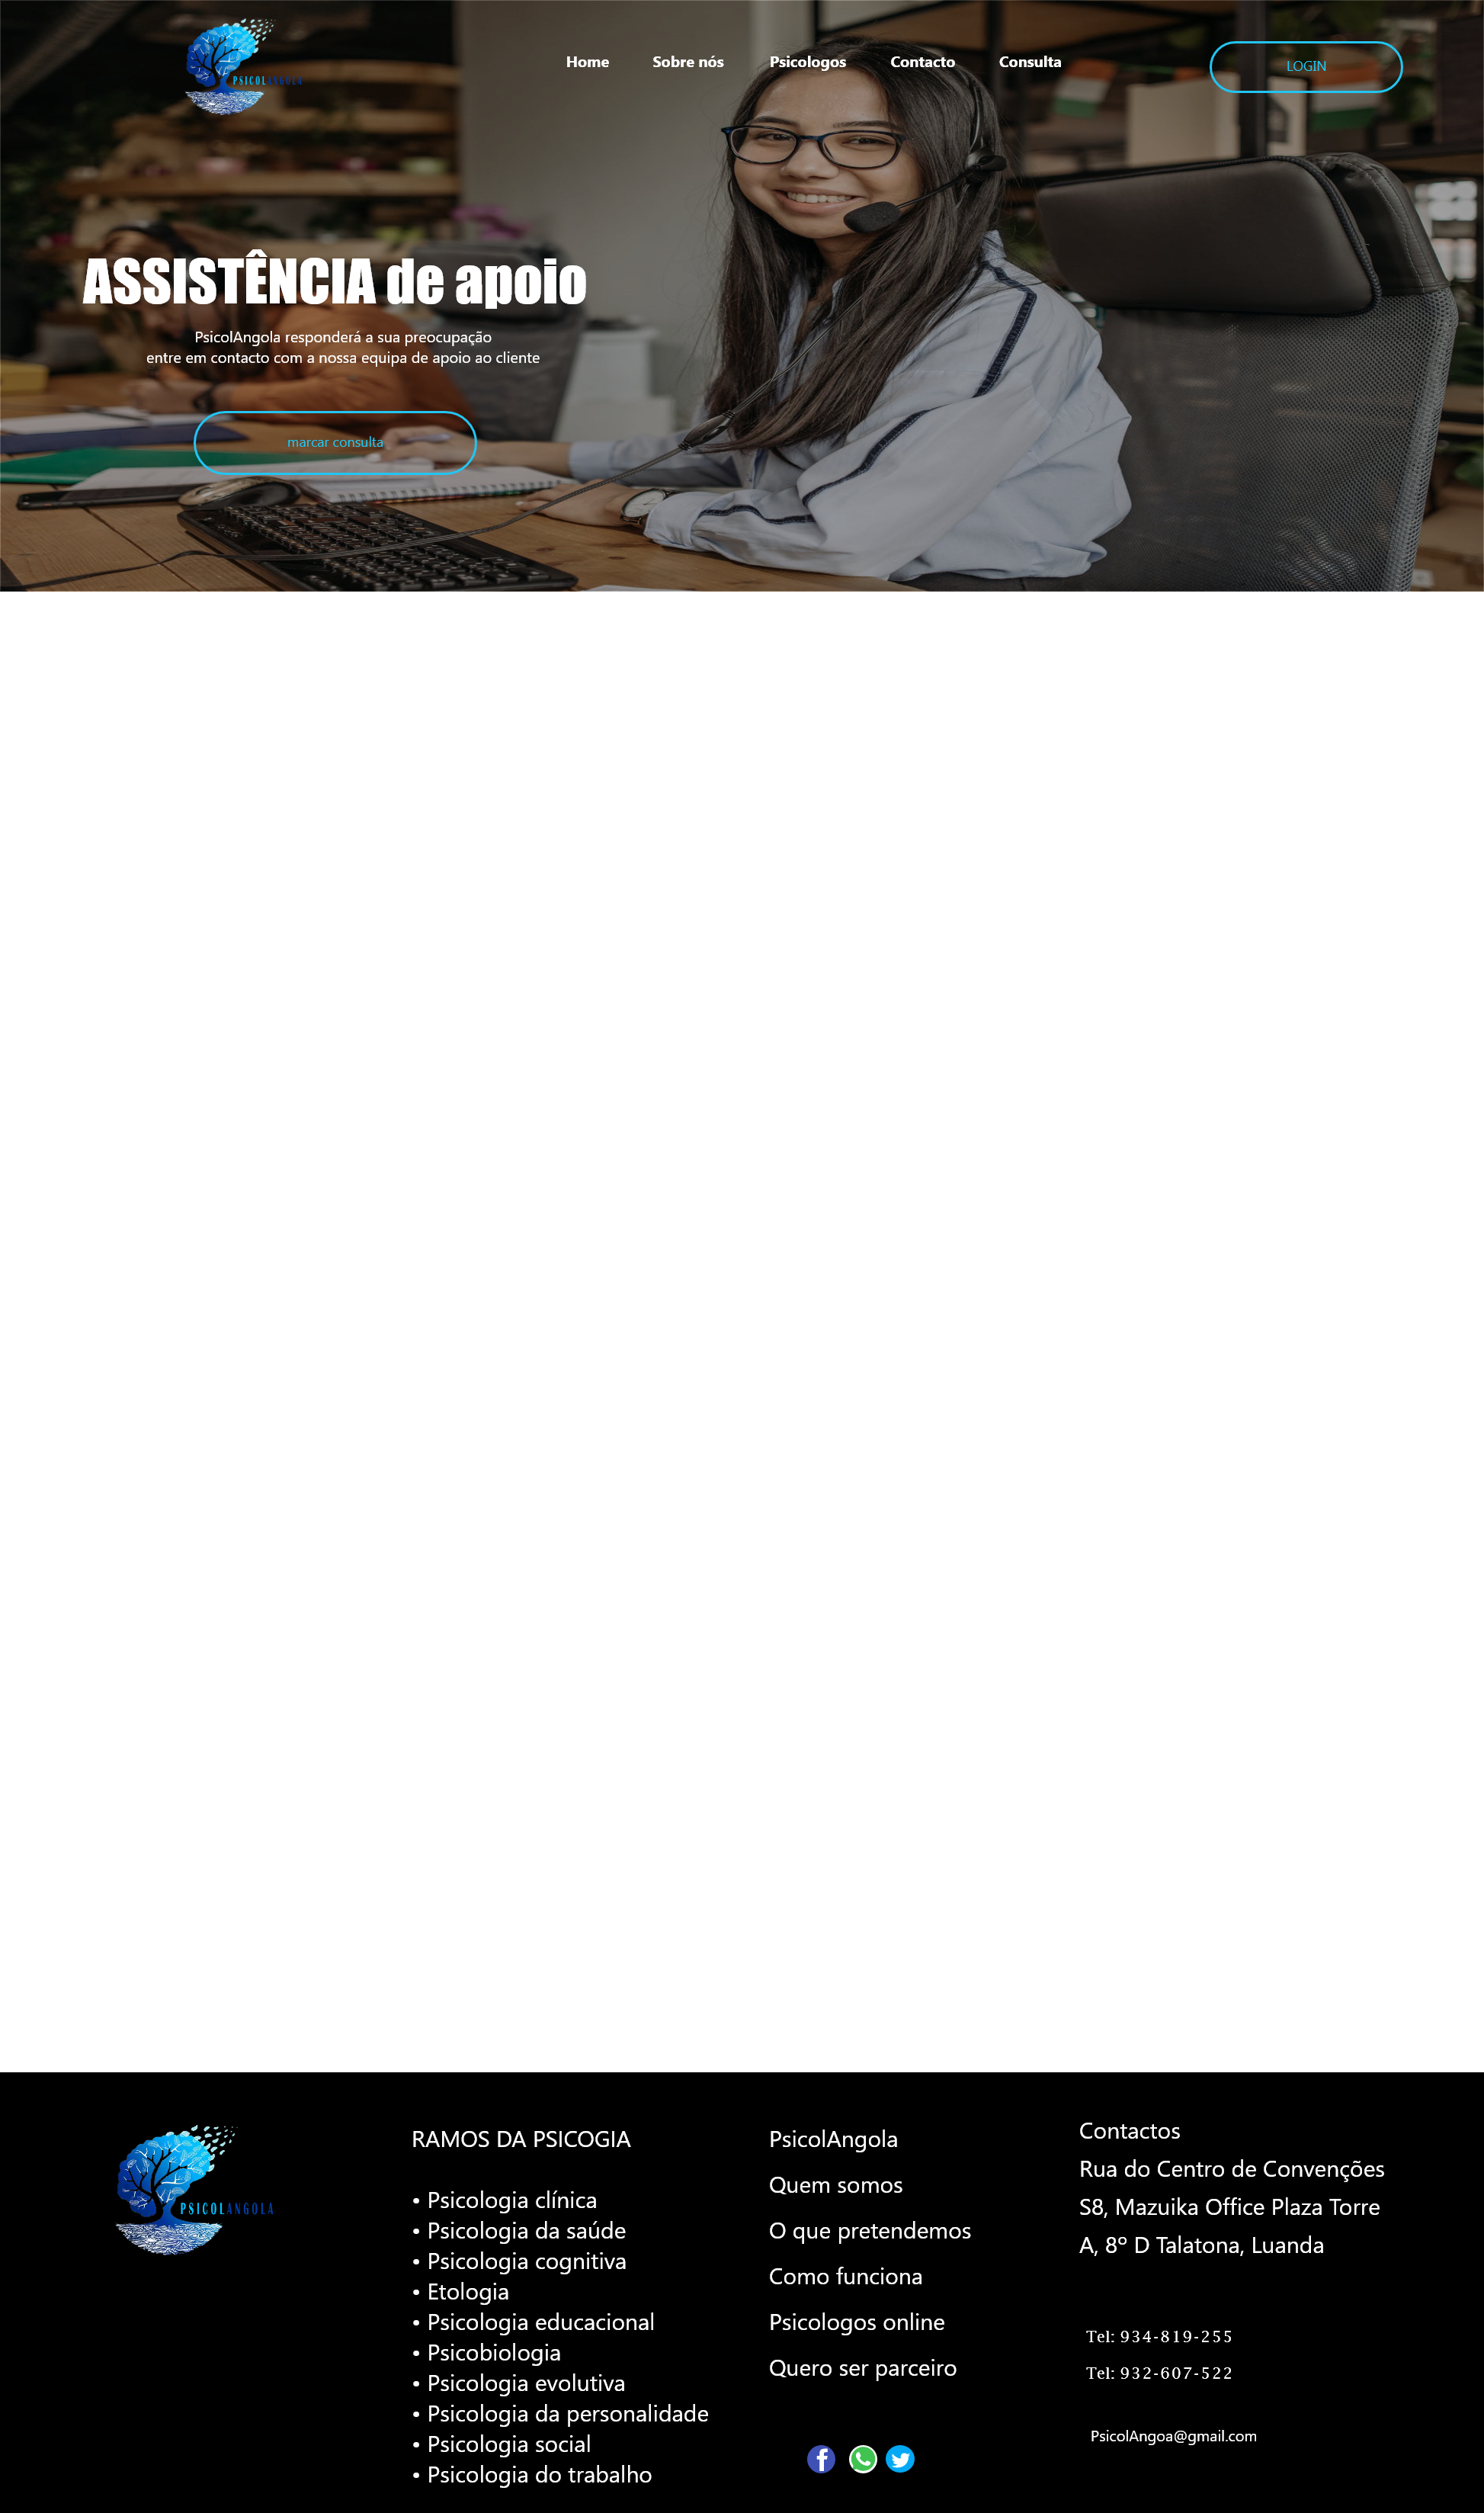 PSICOLANGOLA
Home
Sobre nós
Psicologos
Contacto
Consulta
LOGIN
ASSISTÊNCIA de apoio
PsicolAngola responderá a sua preocupação
entre em contacto com a nossa equipa de apoio ao cliente
marcar consulta
PSICOLANGOLA
RAMOS DA PSICOGIA
• Psicologia clínica
• Psicologia da saúde
• Psicologia cognitiva
• Etologia
• Psicologia educacional
• Psicobiologia
• Psicologia evolutiva
• Psicologia da personalidade
• Psicologia social
• Psicologia do trabalho
PsicolAngola
Quem somos
O que pretendemos
Como funciona
Psicologos online
Quero ser parceiro
Contactos
Rua do Centro de Convenções
S8, Mazuika Office Plaza Torre
A, 8º D Talatona, Luanda
Tel: 934-819-255
Tel: 932-607-522
PsicolAngoa@gmail.com